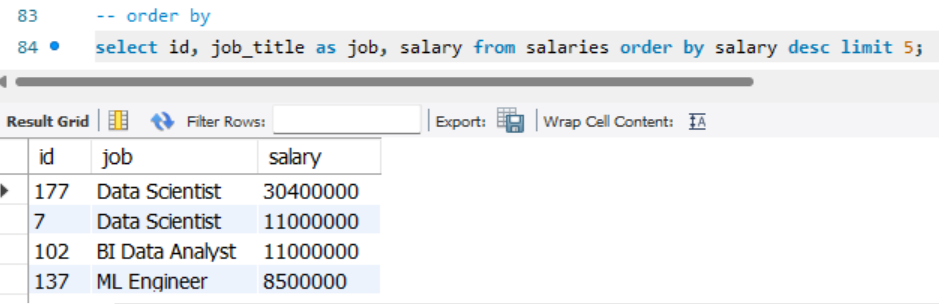 83 -- order by
84 select id, job_title as job, salary from salaries order by salary desc limit 5;
Result Grid Filter Rows: Export: Wrap Cell Content: IA
id job salary
177 Data Scientist 30400000
7 Data Scientist 11000000
102 BI Data Analyst 11000000
137 ML Engineer 8500000